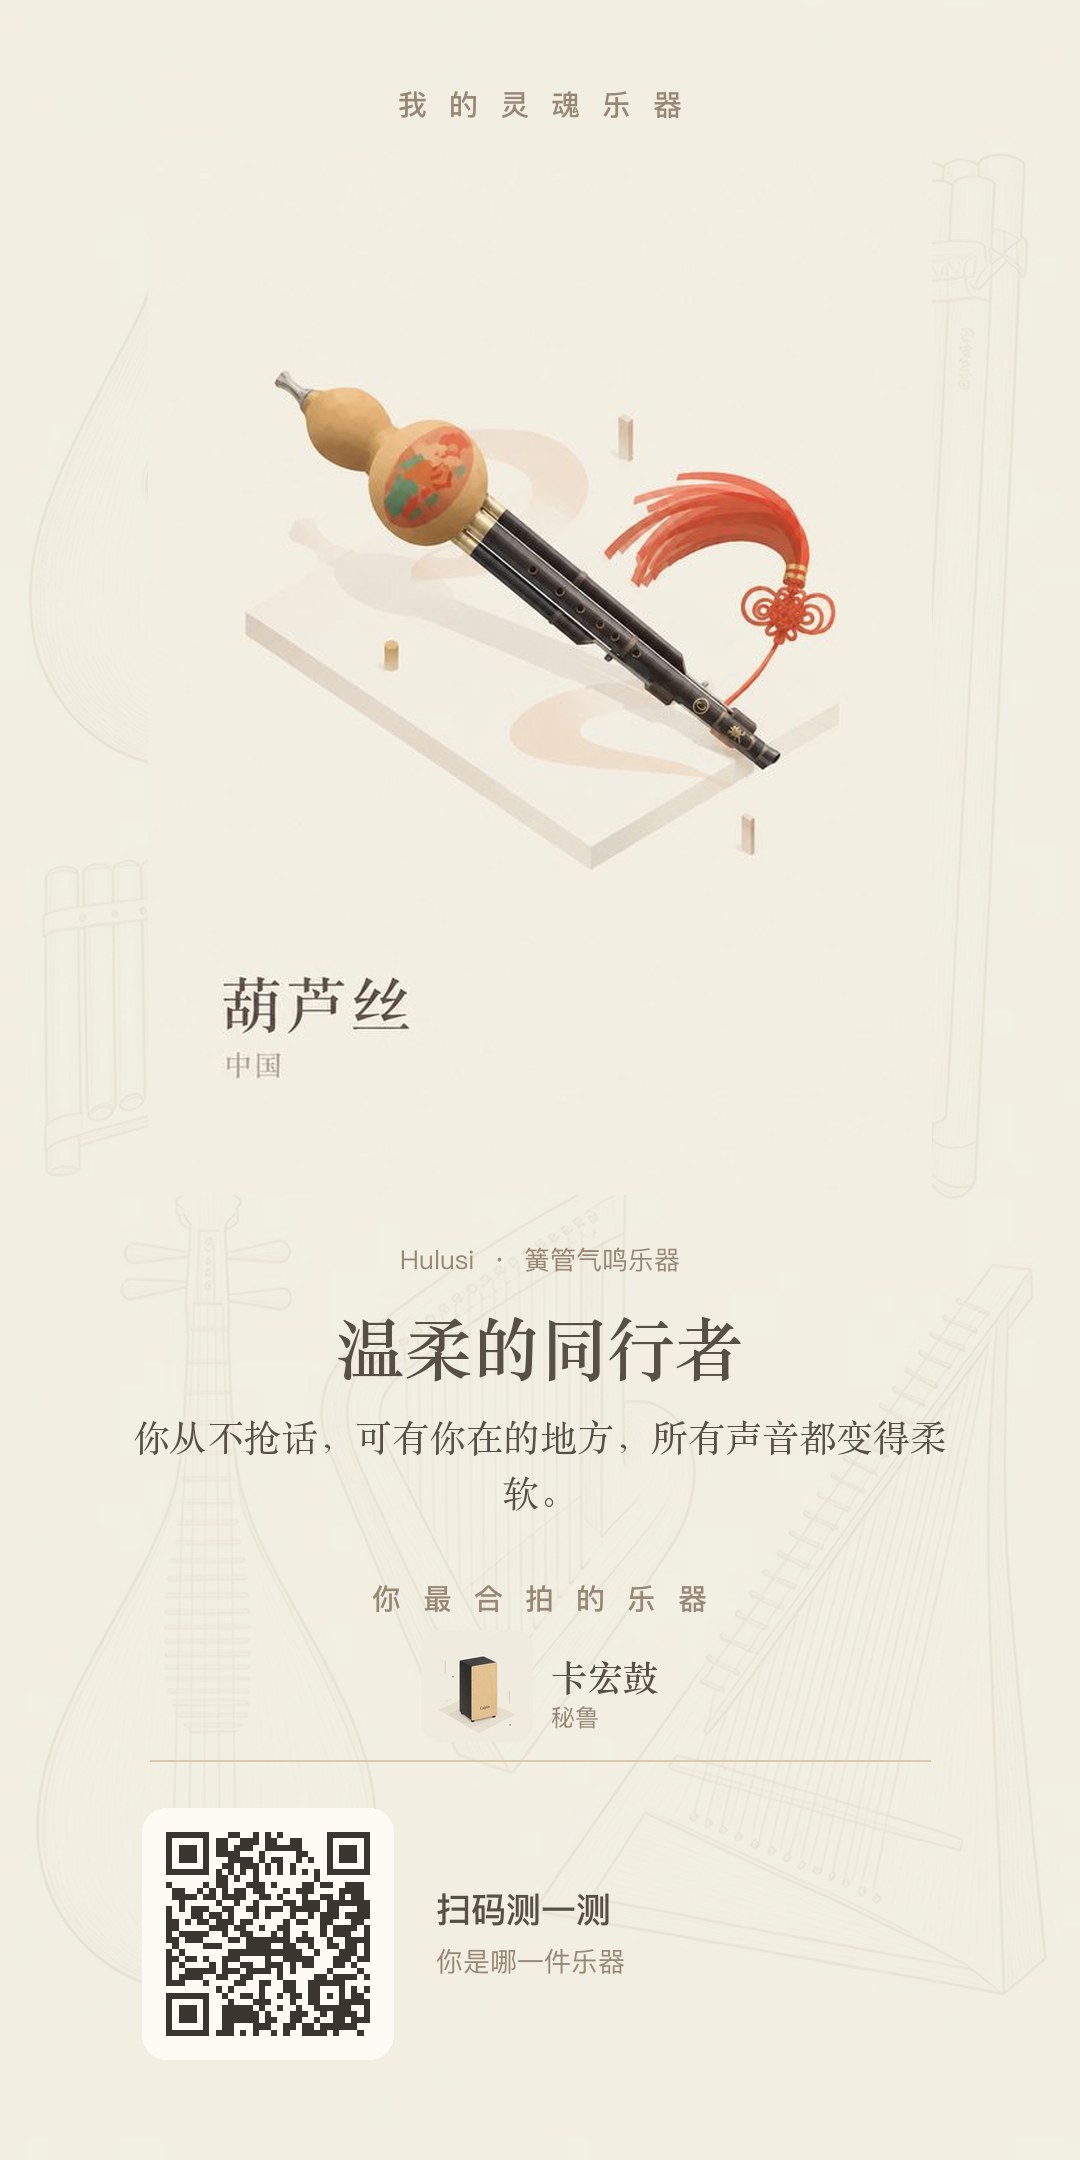 我的灵魂乐器
葫芦丝
中国
Hulusi · 簧管气鸣乐器
温柔的同行者
你从不抢话，可有你在的地方，所有声音都变得柔
软。
你最合拍的乐器
卡宏鼓
秘鲁
扫码测一测
你是哪一件乐器